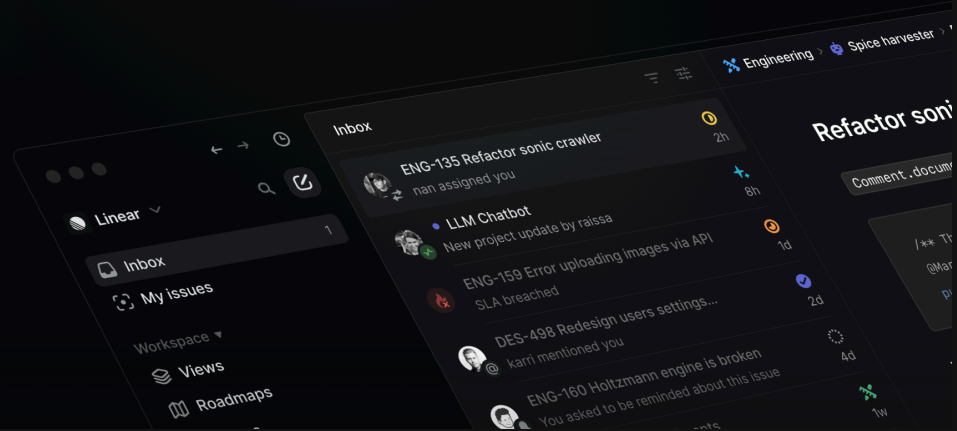 Linear
Inbox
1
My issues
Workspace
Views
Roadmaps
Inbox
ENG-135 Refactor sonic crawler
nan assigned you
2h
LLM Chatbot
New project update by raissa
8h
ENG-159 Error uploading images via API
SLA breached
1d
DES-498 Redesign users settings...
karri mentioned you
2d
ENG-160 Holtzmann engine is broken
You asked to be reminded about this issue
4d
1w
Engineering › Spice harvester ›
Refactor
/**